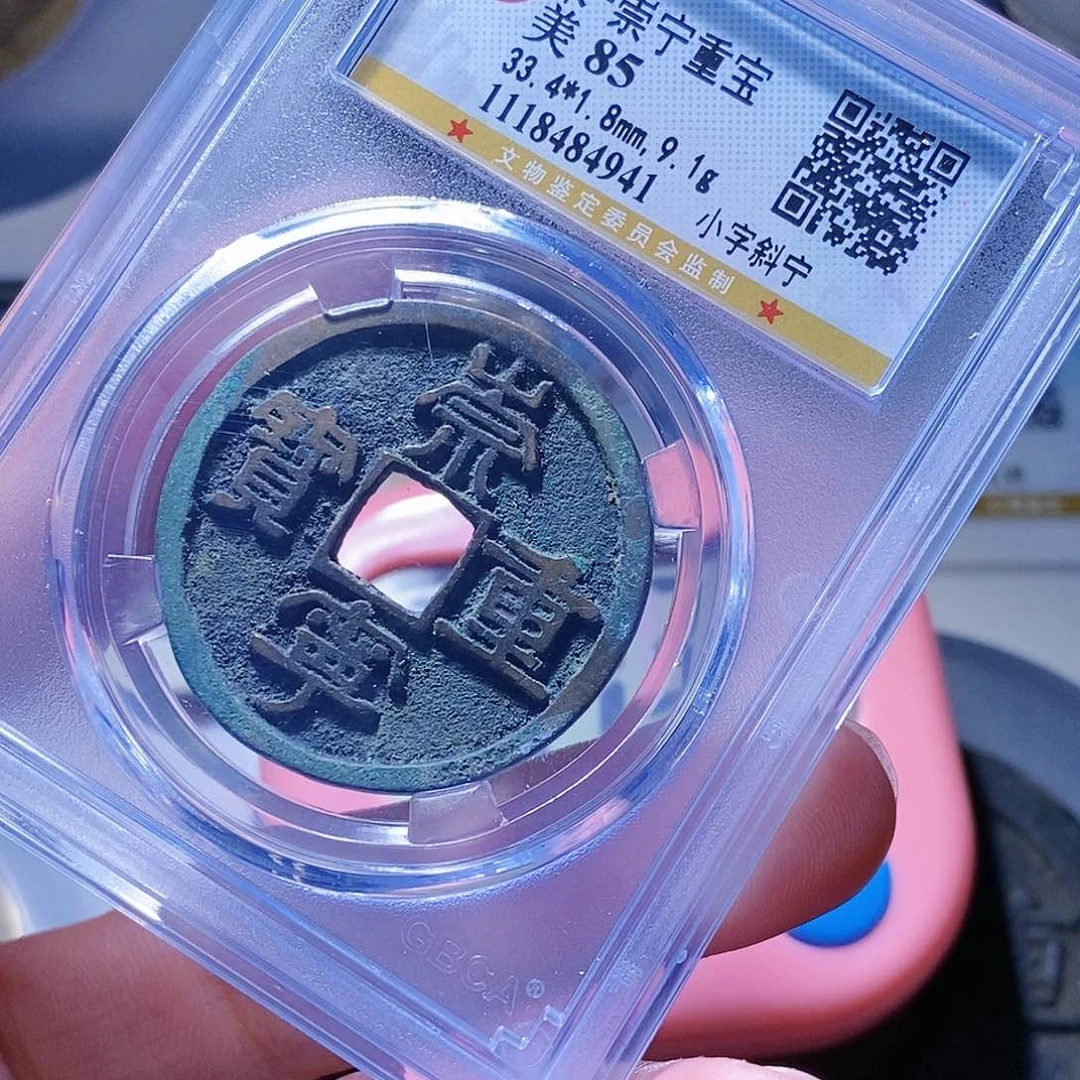 崇宁重宝
美 85
33.4*1.8mm,9.1g
1118484941
小字斜宁
文物鉴定委员会监制
崇寧重寳
GBCA®